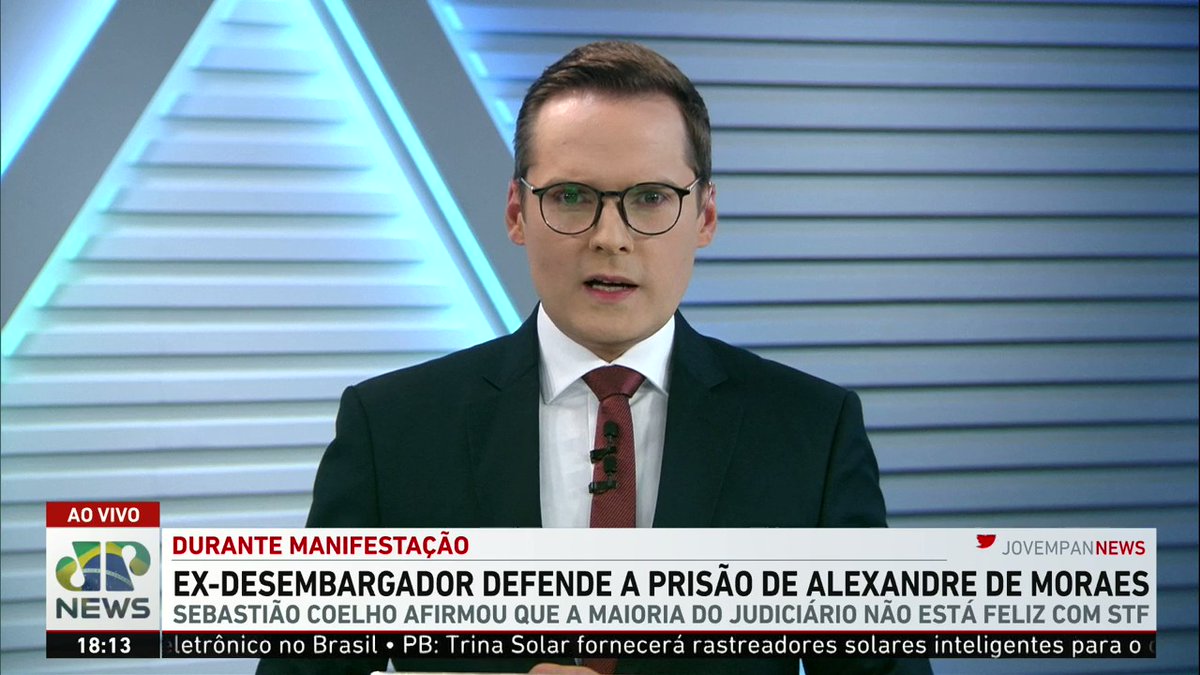 AO VIVO
JP NEWS
DURANTE MANIFESTAÇÃO
JOVEMPANNEWS
EX-DESEMBARGADOR DEFENDE A PRISÃO DE ALEXANDRE DE MORAES
SEBASTIÃO COELHO AFIRMOU QUE A MAIORIA DO JUDICIÁRIO NÃO ESTÁ FELIZ COM STF
18:13
eletrônico no Brasil • PB: Trina Solar fornecerá rastreadores solares inteligentes para o